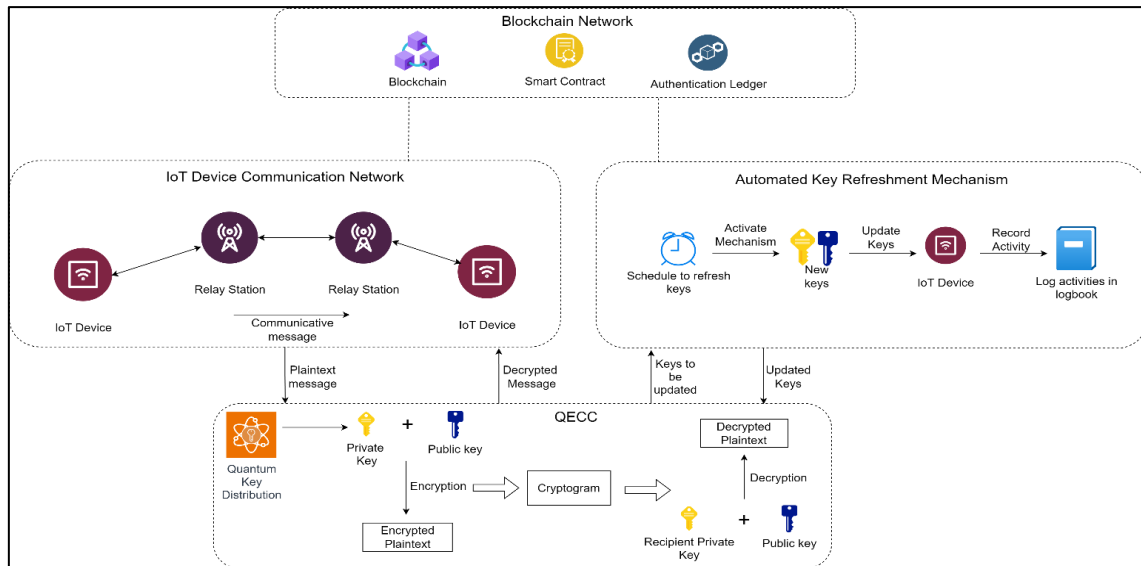 Blockchain Network
Blockchain
Smart Contract
Authentication Ledger
IoT Device Communication Network
IoT Device
Relay Station
Relay Station
IoT Device
Communicative
message
Automated Key Refreshment Mechanism
Schedule to refresh
keys
Activate
Mechanism
New
keys
Update
Keys
IoT Device
Record
Activity
Log activities in
logbook
Plaintext
message
Decrypted
Message
Keys to
be
updated
Updated
Keys
QECC
Quantum
Key
Distribution
Private
Key
+
Public key
Encryption
Encrypted
Plaintext
Cryptogram
Decrypted
Plaintext
Decryption
Recipient Private
Key
+
Public key